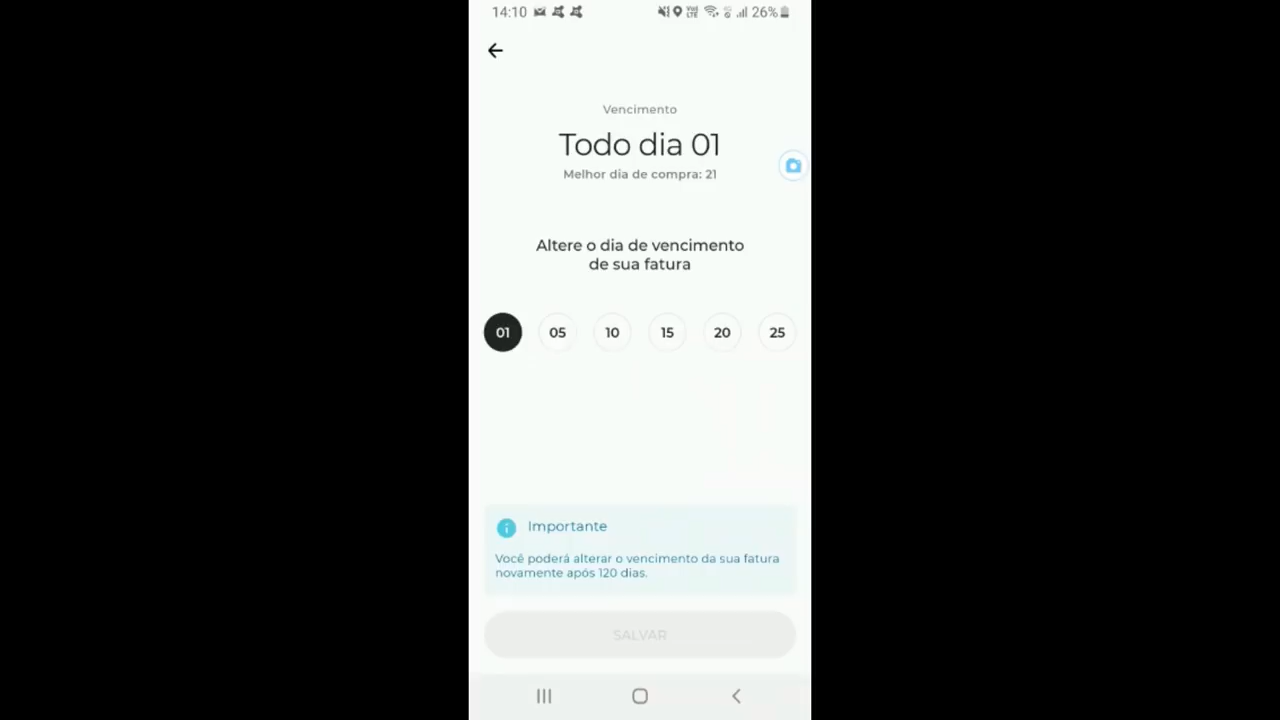 14:10
26%
Vencimento
Todo dia 01
Melhor dia de compra: 21
Altere o dia de vencimento
de sua fatura
01 05 10 15 20 25
Importante
Você poderá alterar o vencimento da sua fatura
novamente após 120 dias.
SALVAR